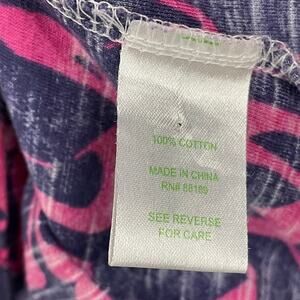 100% COTTON
MADE IN CHINA
RN# 88189
SEE REVERSE
FOR CARE